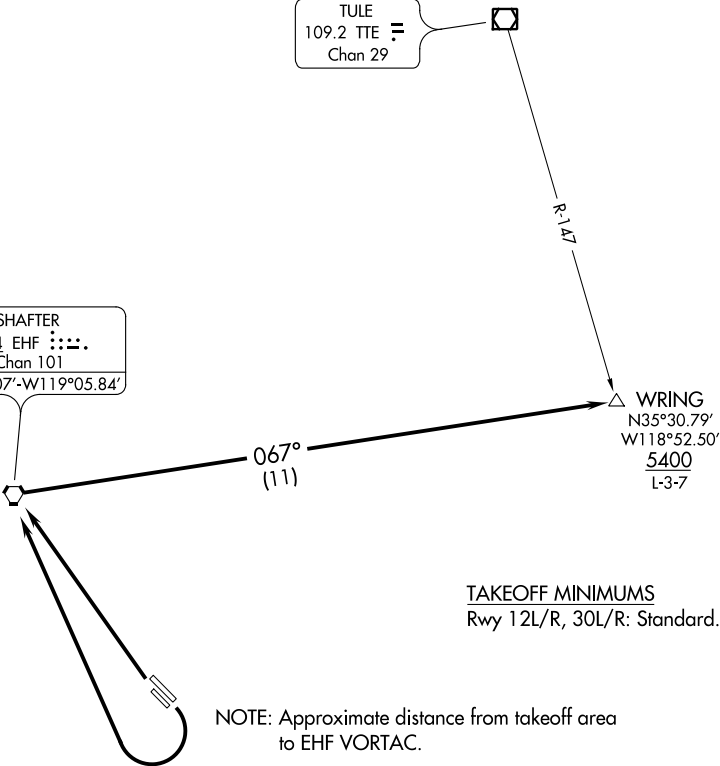 TULE
109.2 TTE
Chan 29
R-147
SHAFTER
EHF
Chan 101
07'-W119°05.84'
WRING
N35°30.79'
W118°52.50'
5400
L-3-7
067°
(11)
TAKEOFF MINIMUMS
Rwy 12L/R, 30L/R: Standard.
NOTE: Approximate distance from takeoff area
to EHF VORTAC.